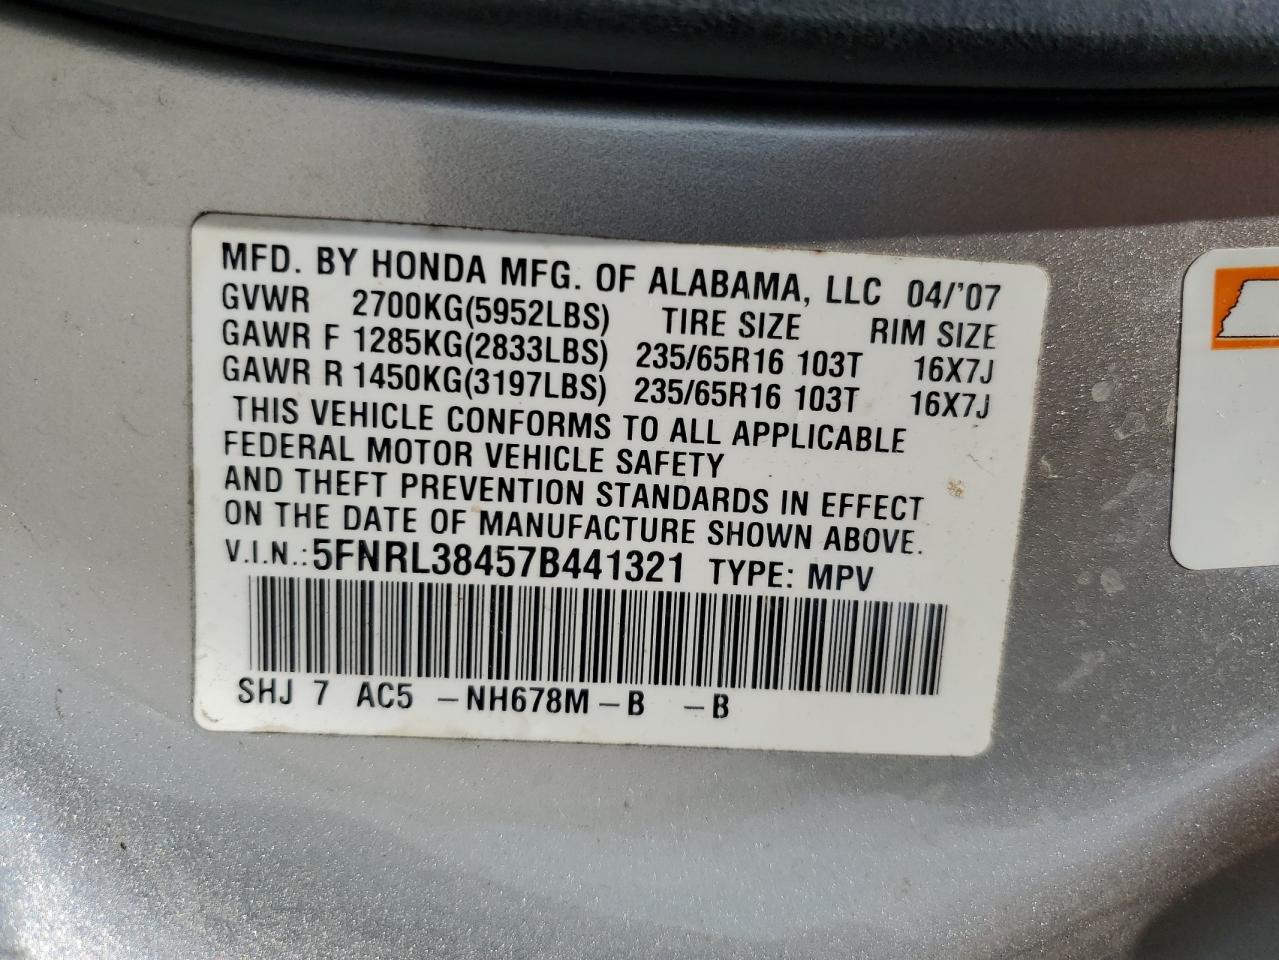 MFD. BY HONDA MFG. OF ALABAMA, LLC 04/'07
GVWR 2700KG(5952LBS) TIRE SIZE RIM SIZE
GAWR F 1285KG(2833LBS) 235/65R16 103T 16X7J
GAWR R 1450KG(3197LBS) 235/65R16 103T 16X7J
THIS VEHICLE CONFORMS TO ALL APPLICABLE
FEDERAL MOTOR VEHICLE SAFETY
AND THEFT PREVENTION STANDARDS IN EFFECT
ON THE DATE OF MANUFACTURE SHOWN ABOVE.
V.I.N.: 5FNRL38457B441321 TYPE: MPV
SHJ 7 AC5 -NH678M-B -B